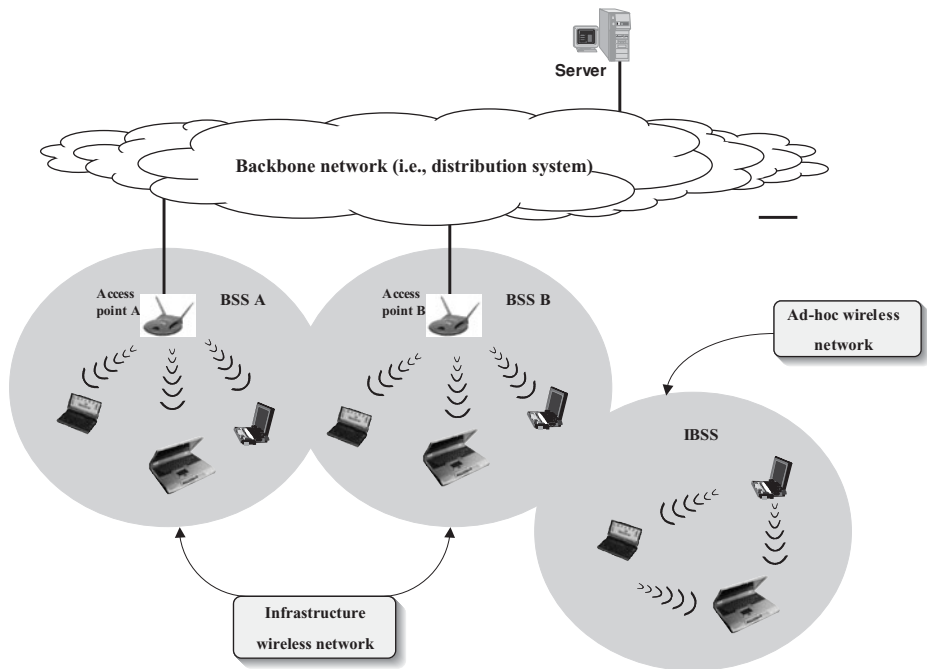 Server
Backbone network (i.e., distribution system)
Access
point A
BSS A
Access
point B
BSS B
Ad-hoc wireless
network
IBSS
Infrastructure
wireless network